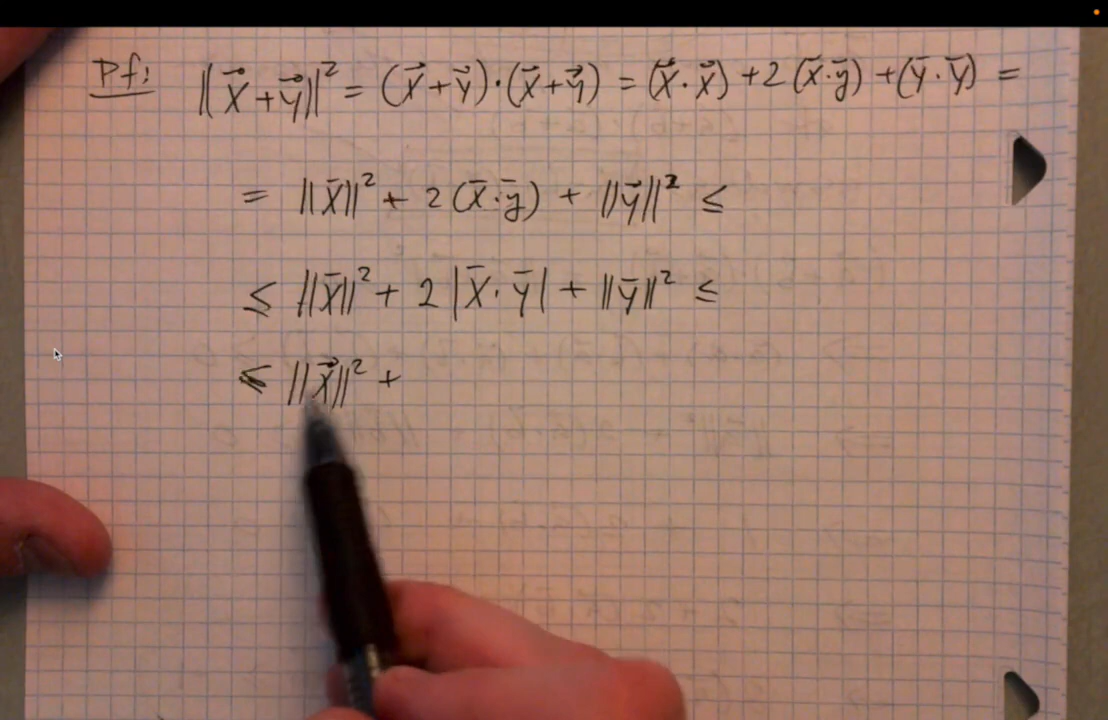 Pf: ||x⃗+y⃗||² = (x⃗+y⃗)·(x⃗+y⃗) = (x⃗·x⃗) + 2(x̄·ȳ) + (ȳ·ȳ) =
= ||x̄||² + 2(x̄·ȳ) + ||ȳ||² ≤
≤ ||x̄||² + 2|x̄·ȳ| + ||ȳ||² ≤
≤ ||x⃗||² +